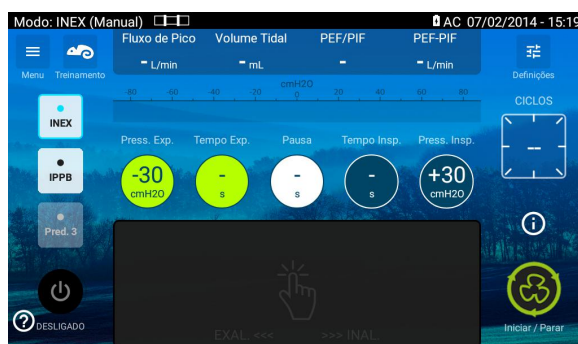 Modo: INEX (Manual) AC 07/02/2014 - 15:19
Fluxo de Pico Volume Tidal PEF/PIF PEF-PIF
- L/min - mL - - L/min
Menu Treinamento Definições
cmH2O
-80 -60 -40 -20 0 20 40 60 80
CICLOS
--
INEX
IPPB
Pred. 3
Press. Exp. Tempo Exp. Pausa Tempo Insp. Press. Insp.
-30 - - - +30
cmH2O s s s cmH2O
i
? DESLIGADO
EXAL. <<< >>> INAL.
Iniciar / Parar